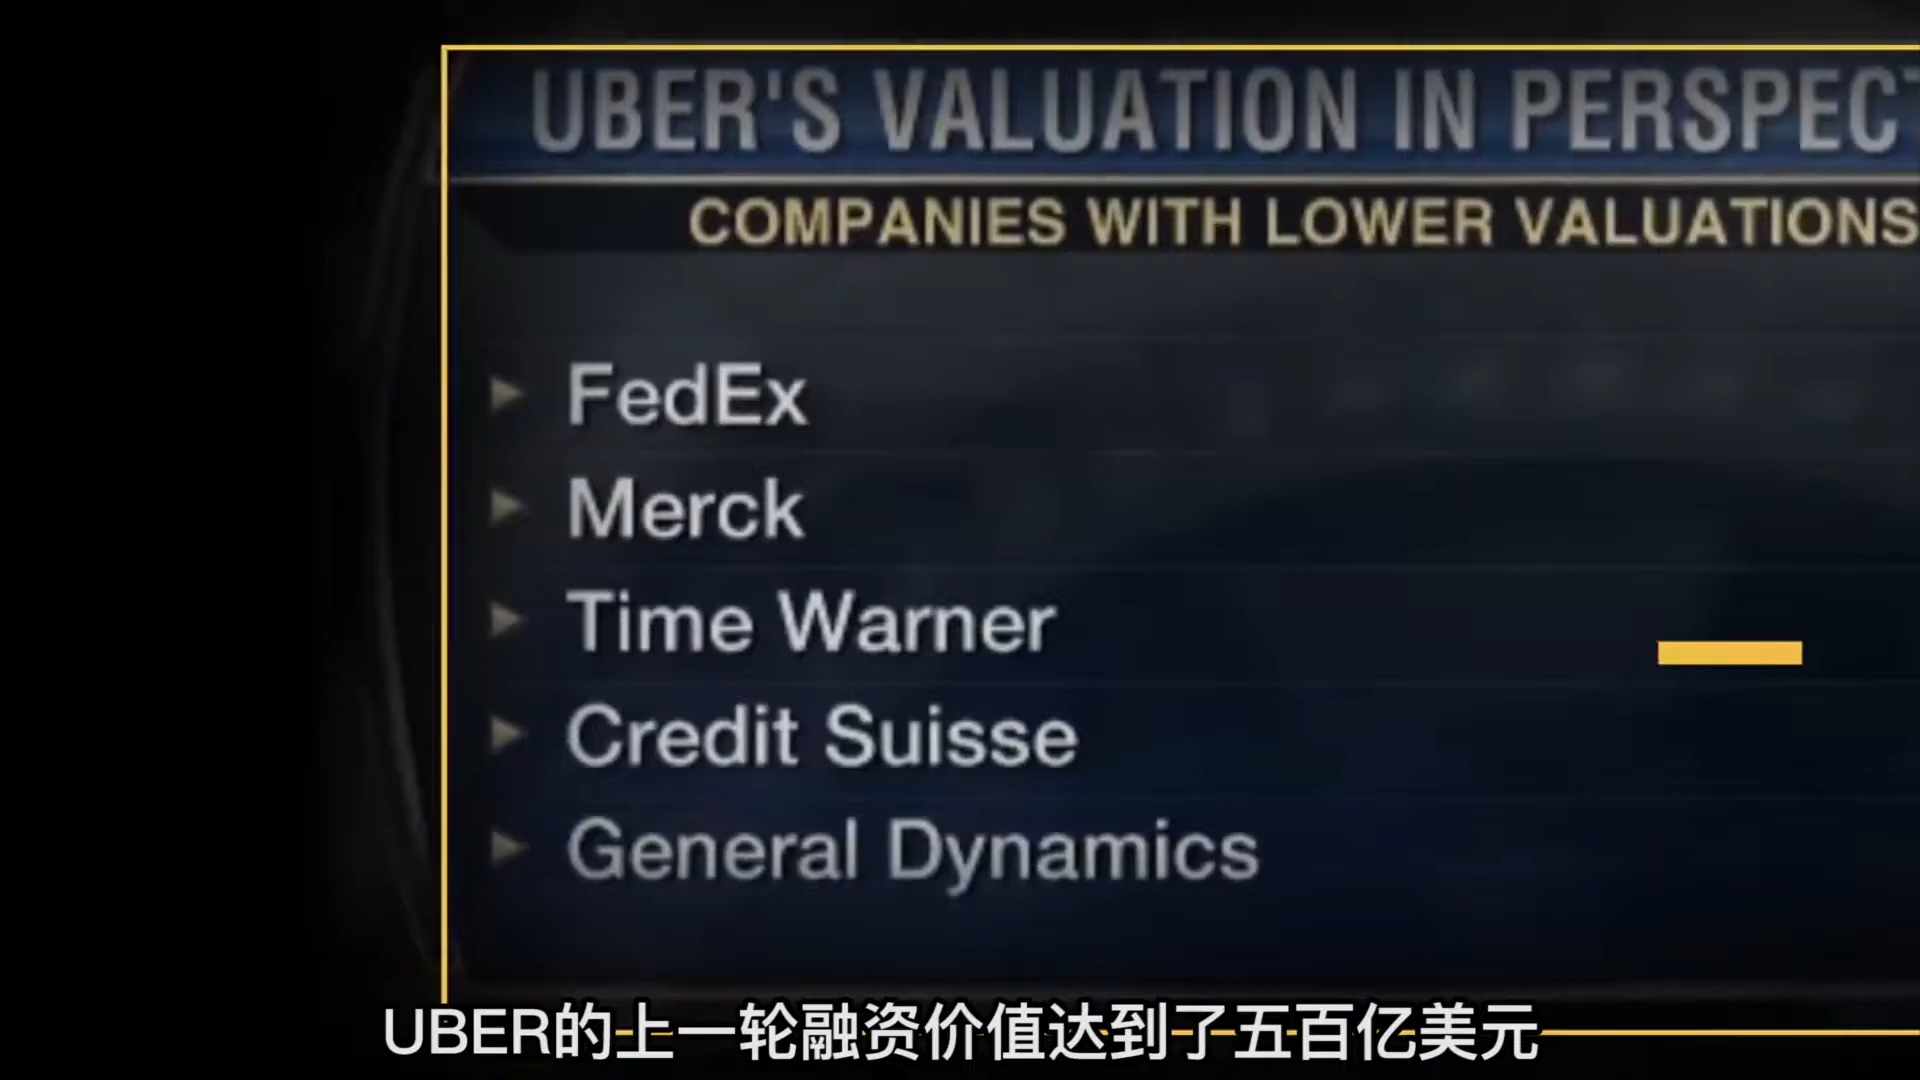 UBER'S VALUATION IN PERSPECT
COMPANIES WITH LOWER VALUATIONS
FedEx
Merck
Time Warner
Credit Suisse
General Dynamics
UBER的上一轮融资价值达到了五百亿美元